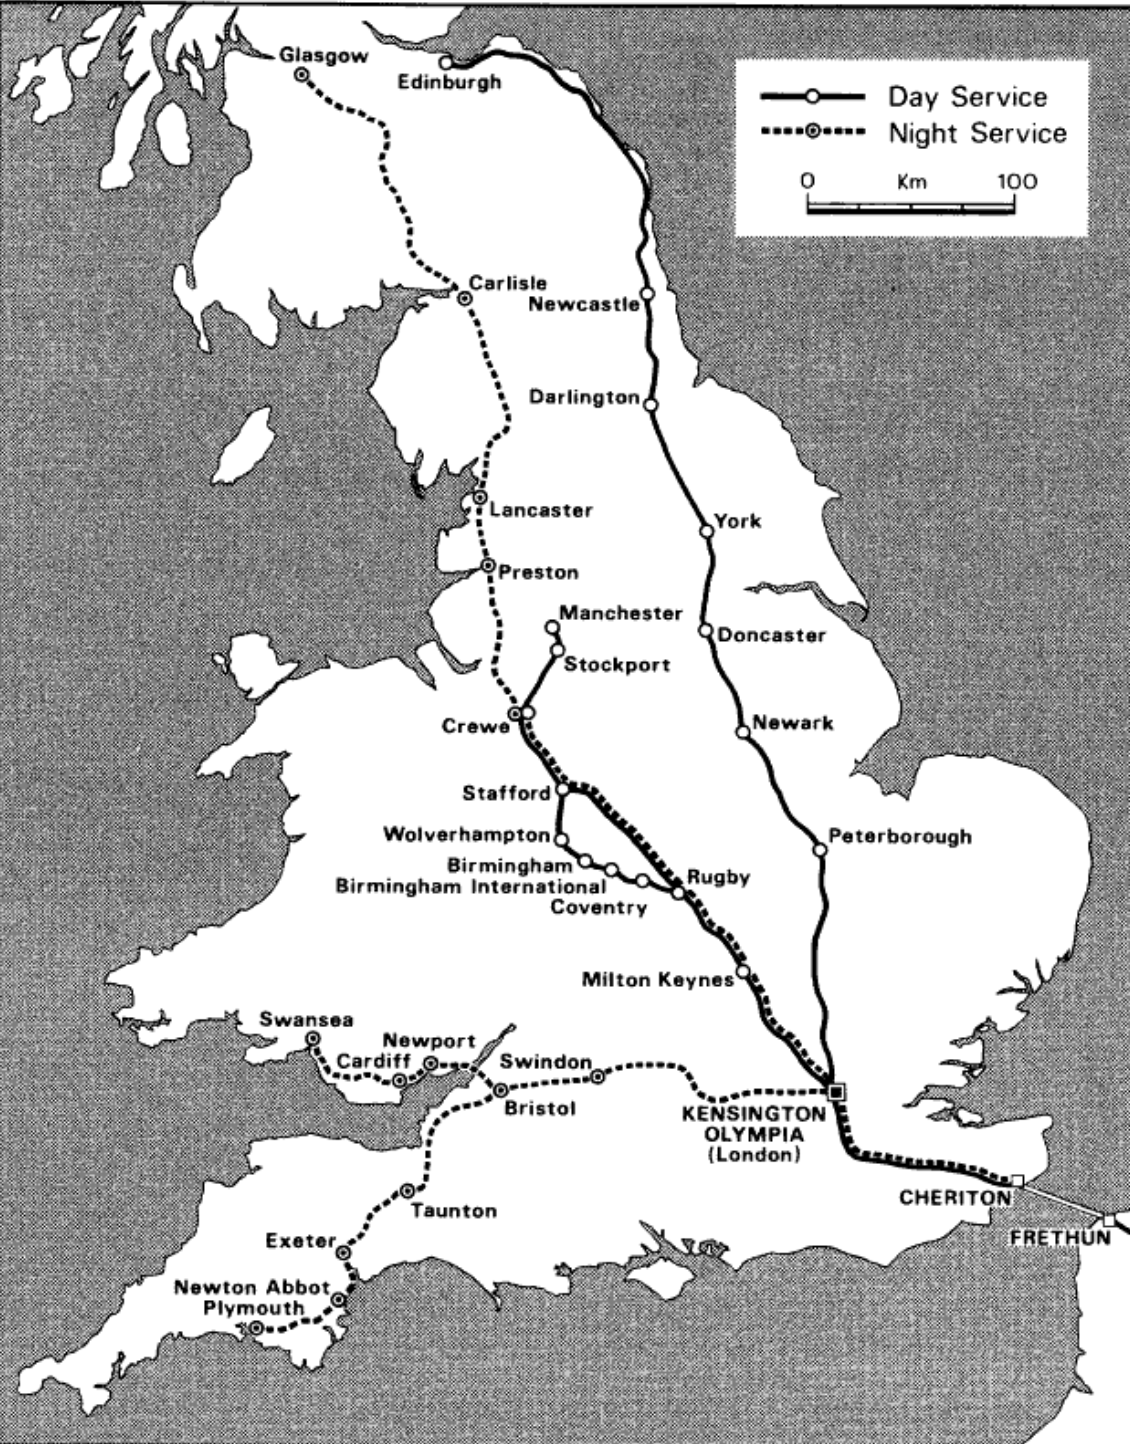 Glasgow
Edinburgh
Day Service
Night Service
0 Km 100
Carlisle
Newcastle
Darlington
Lancaster
York
Preston
Manchester
Doncaster
Stockport
Crewe
Newark
Stafford
Wolverhampton
Peterborough
Birmingham
Rugby
Birmingham International
Coventry
Milton Keynes
Swansea
Newport
Cardiff
Swindon
Bristol
KENSINGTON
OLYMPIA
(London)
CHERITON
Taunton
FRETHUN
Exeter
Newton Abbot
Plymouth